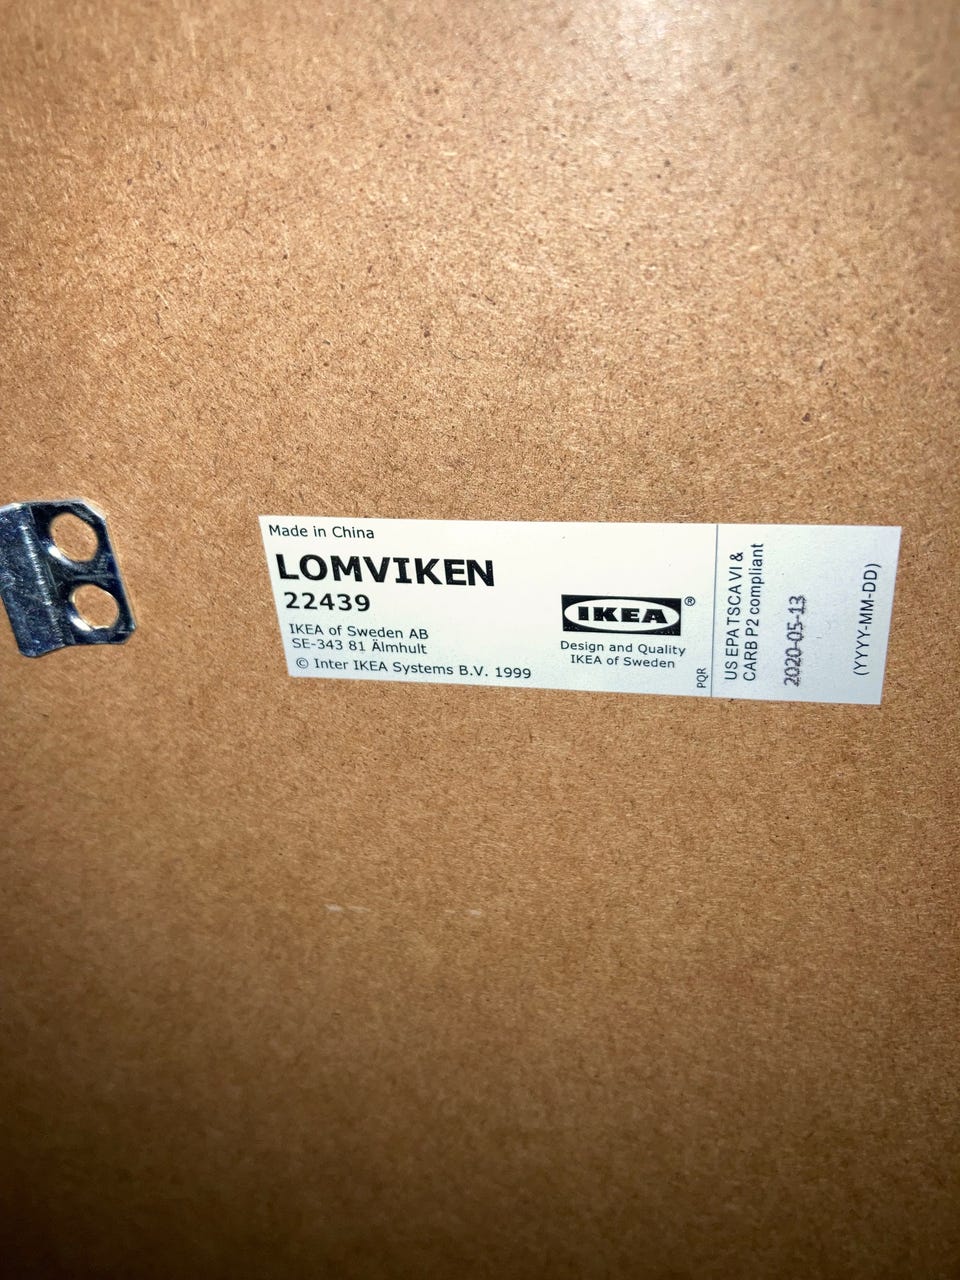 Made in China
LOMVIKEN
22439
IKEA of Sweden AB
SE-343 81 Älmhult
© Inter IKEA Systems B.V. 1999
IKEA®
Design and Quality
IKEA of Sweden
PQR
US EPA TSCA VI &
CARB P2 compliant
2020-05-13
(YYYY-MM-DD)